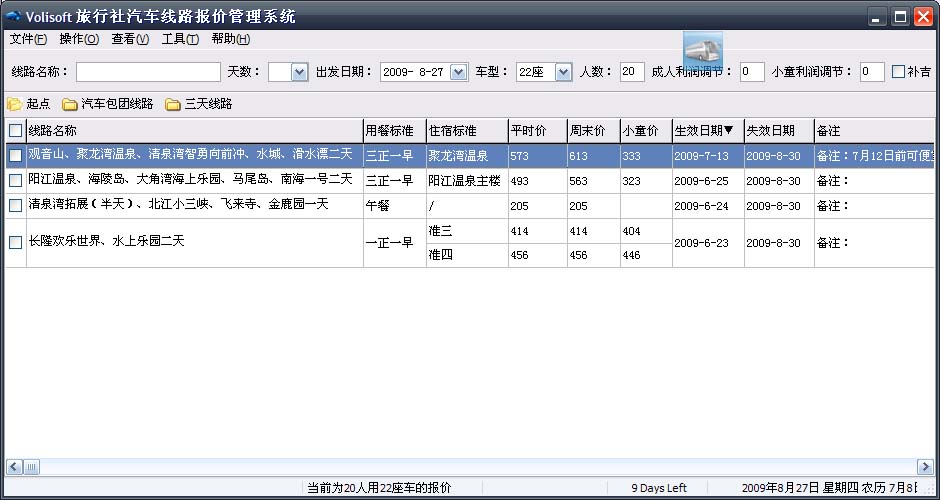 Volisoft 旅行社汽车线路报价管理系统
文件(F) 操作(O) 查看(V) 工具(T) 帮助(H)
线路名称： 天数： 出发日期： 2009- 8-27 车型： 22座 人数： 20 成人利润调节： 0 小童利润调节： 0 补吉
起点 汽车包团线路 三天线路
线路名称 用餐标准 住宿标准 平时价 周末价 小童价 生效日期▼ 失效日期 备注
观音山、聚龙湾温泉、清泉湾智勇向前冲、水城、滑水漂二天 三正一早 聚龙湾温泉 573 613 333 2009-7-13 2009-8-30 备注：7月12日前可便宜
阳江温泉、海陵岛、大角湾海上乐园、马尾岛、南海一号二天 三正一早 阳江温泉主楼 493 563 323 2009-6-25 2009-8-30 备注：
清泉湾拓展（半天）、北江小三峡、飞来寺、金鹿园一天 午餐 / 205 205 2009-6-24 2009-8-30 备注：
长隆欢乐世界、水上乐园二天 一正一早 准三 414 414 404 2009-6-23 2009-8-30 备注：
准四 456 456 446
当前为20人用22座车的报价 9 Days Left 2009年8月27日 星期四 农历 7月8日